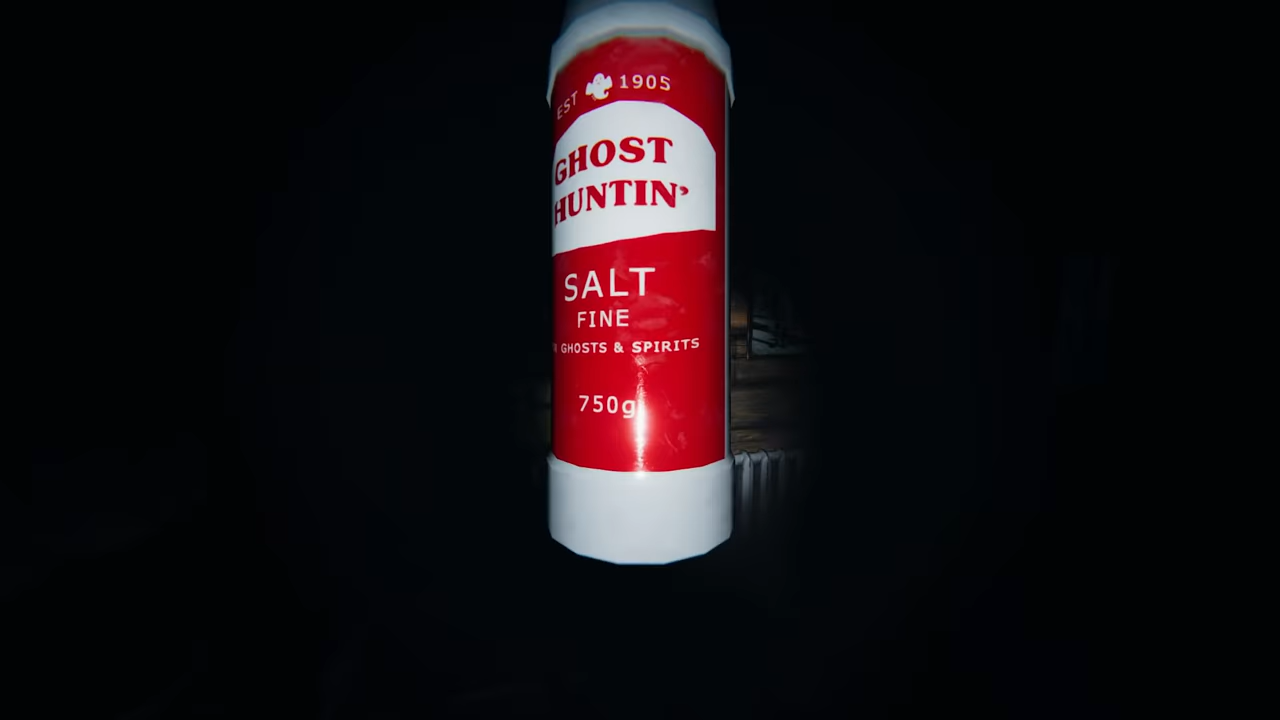 EST 1905
GHOST
HUNTIN'
SALT
FINE
GHOSTS & SPIRITS
750g